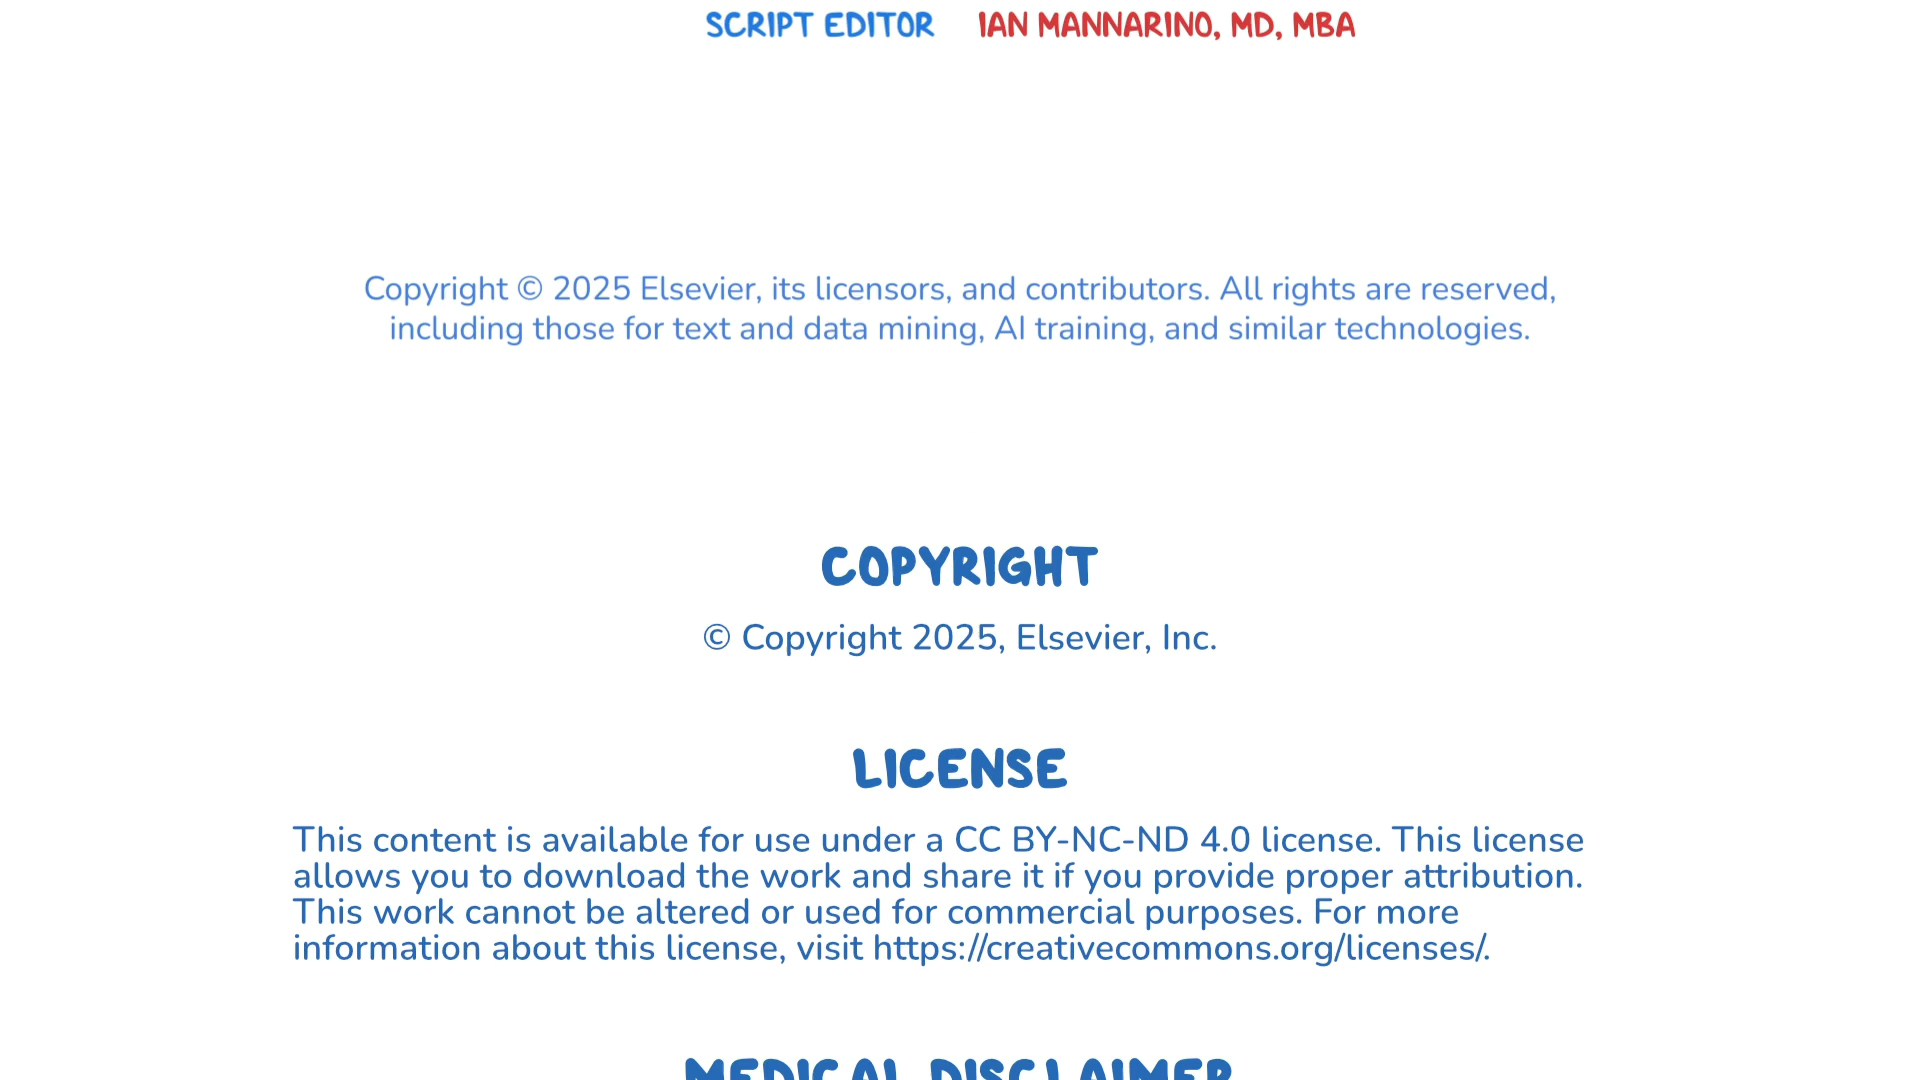 SCRIPT EDITOR IAN MANNARINO, MD, MBA
Copyright © 2025 Elsevier, its licensors, and contributors. All rights are reserved,
including those for text and data mining, AI training, and similar technologies.
COPYRIGHT
© Copyright 2025, Elsevier, Inc.
LICENSE
This content is available for use under a CC BY-NC-ND 4.0 license. This license
allows you to download the work and share it if you provide proper attribution.
This work cannot be altered or used for commercial purposes. For more
information about this license, visit https://creativecommons.org/licenses/.
MEDICAL DISCLAIMER